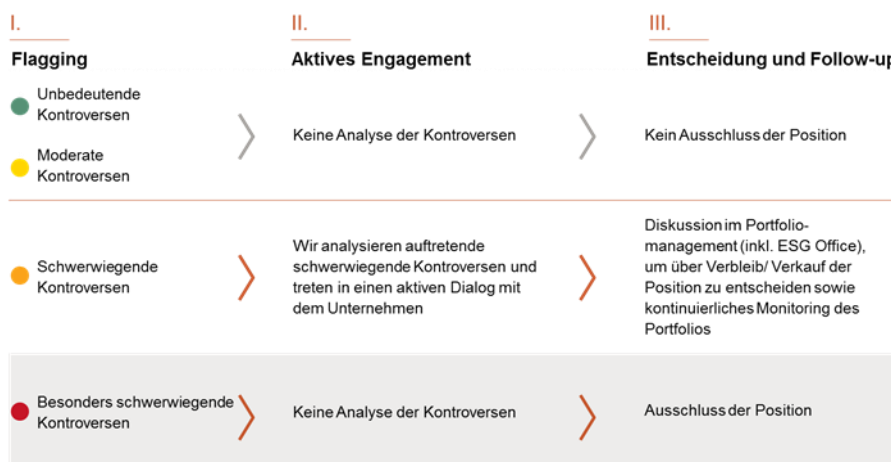 I.
II.
III.
Flagging
Aktives Engagement
Entscheidung und Follow-up
Unbedeutende
Kontroversen
Moderate
Kontroversen
Keine Analyse der Kontroversen
Kein Ausschluss der Position
Schwerwiegende
Kontroversen
Wir analysieren auftretende
schwerwiegende Kontroversen und
treten in einen aktiven Dialog mit
dem Unternehmen
Diskussion im Portfolio-
management (inkl. ESG Office),
um über Verbleib/ Verkauf der
Position zu entscheiden sowie
kontinuierliches Monitoring des
Portfolios
Besonders schwerwiegende
Kontroversen
Keine Analyse der Kontroversen
Ausschluss der Position